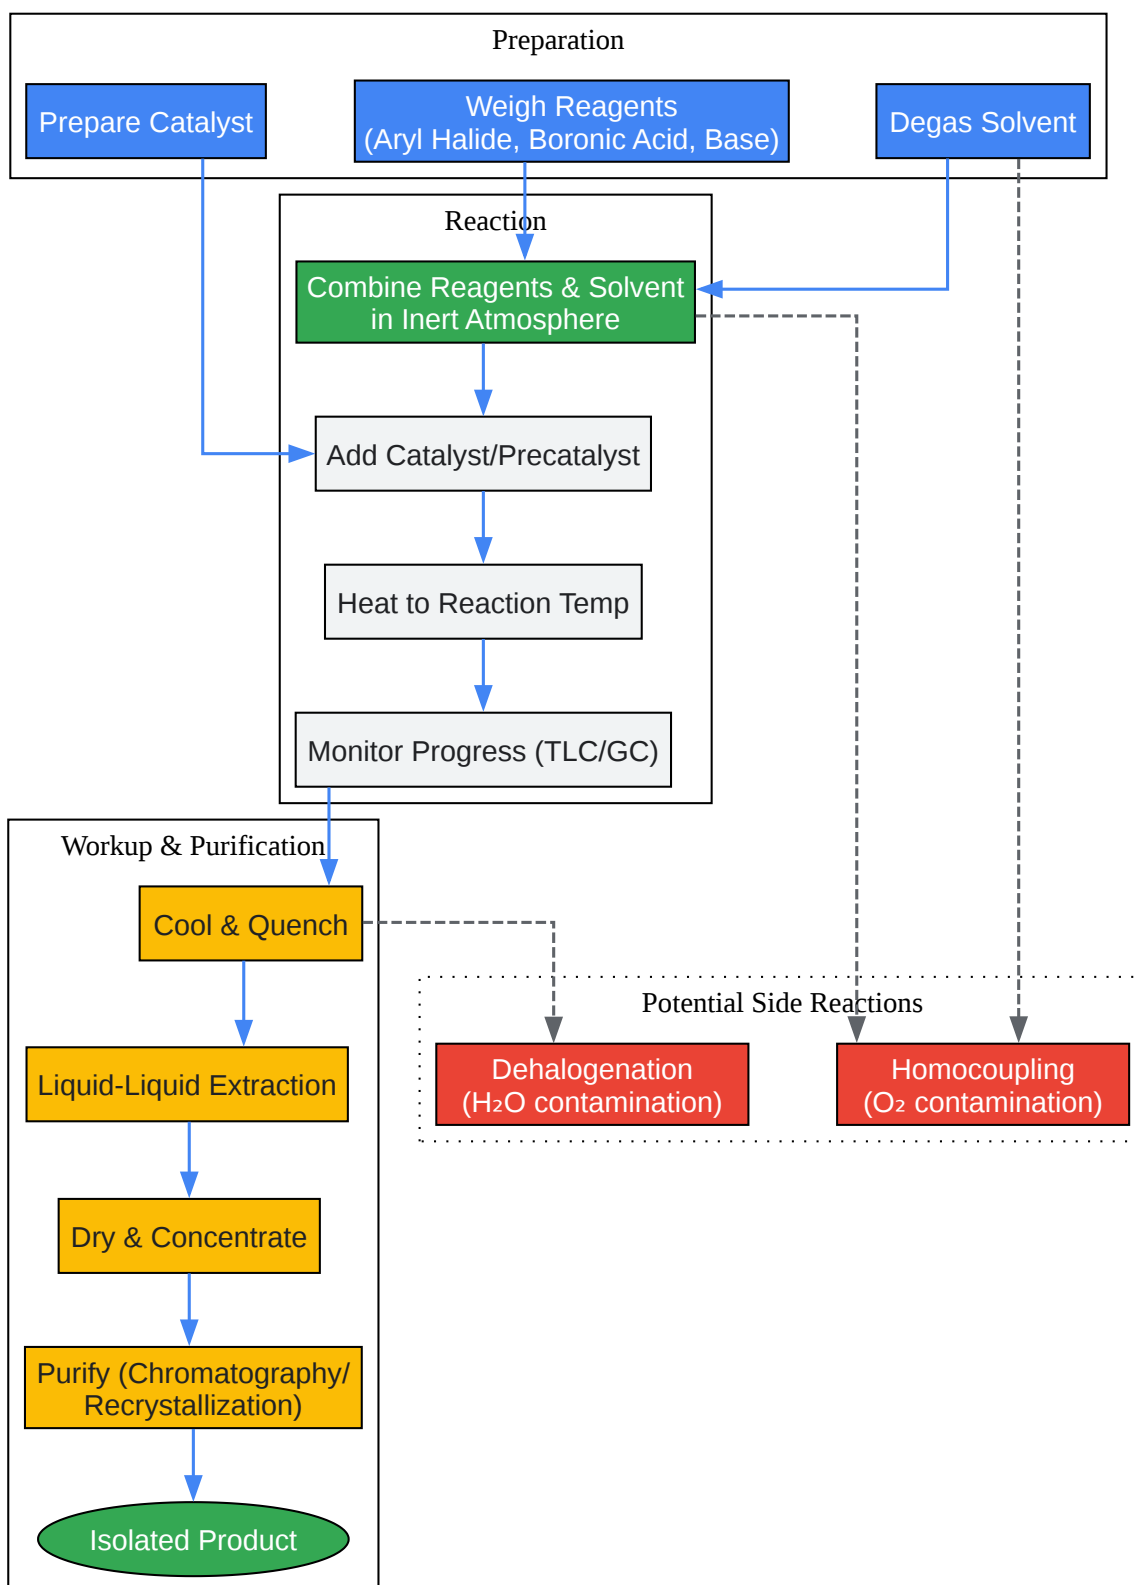 Preparation
Prepare Catalyst
Weigh Reagents
(Aryl Halide, Boronic Acid, Base)
Degas Solvent
Reaction
Combine Reagents & Solvent
in Inert Atmosphere
Add Catalyst/Precatalyst
Heat to Reaction Temp
Monitor Progress (TLC/GC)
Workup & Purification
Cool & Quench
Potential Side Reactions
Dehalogenation
(H₂O contamination)
Homocoupling
(O₂ contamination)
Liquid-Liquid Extraction
Dry & Concentrate
Purify (Chromatography/
Recrystallization)
Isolated Product